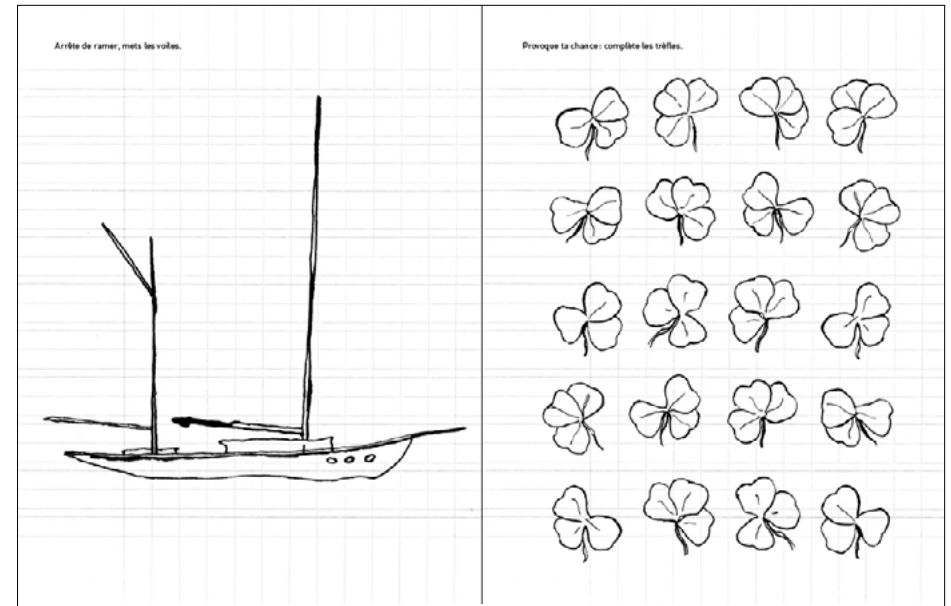 Arrête de ramer, mets les voiles.
Provoque ta chance: complète les trèfles.